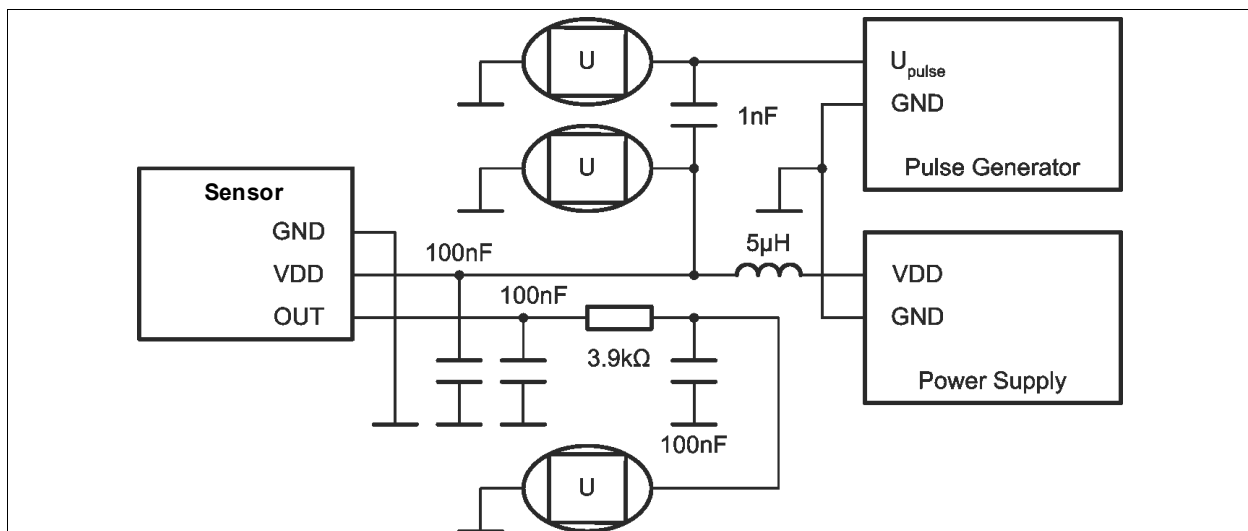 U
U_pulse
GND
1nF
Pulse Generator
U
Sensor
GND
100nF
5µH
VDD
VDD
100nF
OUT
GND
3.9kΩ
Power Supply
100nF
U